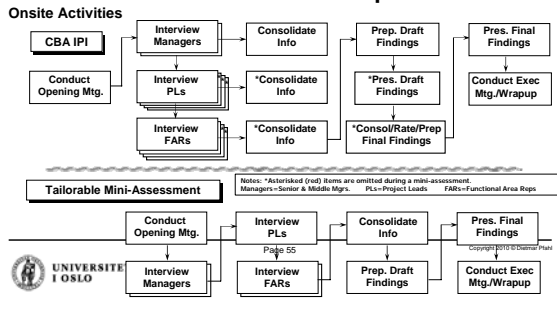 Onsite Activities
CBA IPI
Conduct
Opening Mtg.
Interview
Managers
Consolidate
Info
Interview
PLs
*Consolidate
Info
Interview
FARs
*Consolidate
Info
Prep. Draft
Findings
*Pres. Draft
Findings
*Consol/Rate/Prep
Final Findings
Pres. Final
Findings
Conduct Exec
Mtg./Wrapup
Notes: *Asterisked (red) items are omitted during a mini-assessment.
Managers=Senior & Middle Mgrs. PLs=Project Leads FARs=Functional Area Reps
Tailorable Mini-Assessment
Conduct
Opening Mtg.
Interview
Managers
Interview
PLs
Interview
FARs
Consolidate
Info
Prep. Draft
Findings
Pres. Final
Findings
Conduct Exec
Mtg./Wrapup
Page 55
Copyright 2010 © Dietmar Pfahl
UNIVERSITE
I OSLO